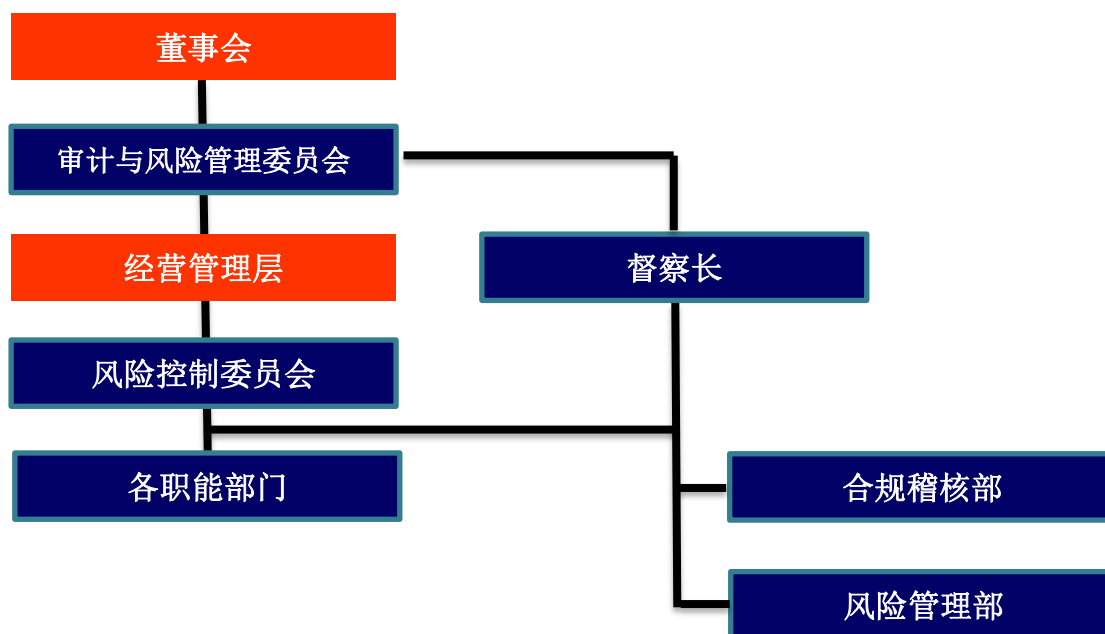 董事会
审计与风险管理委员会
经营管理层
督察长
风险控制委员会
各职能部门
合规稽核部
风险管理部